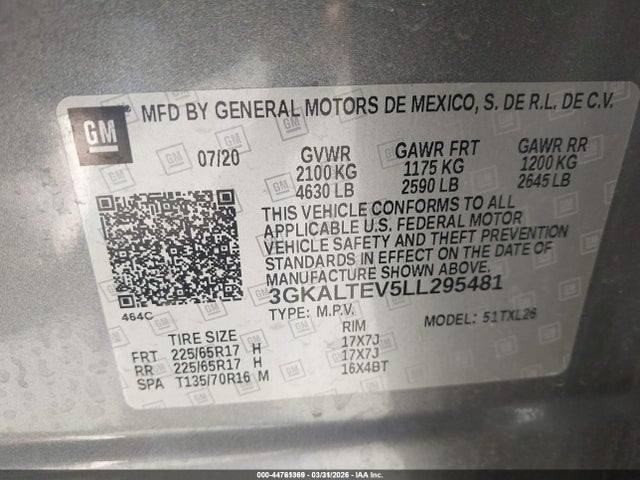 GM
MFD BY GENERAL MOTORS DE MEXICO, S. DE R.L. DE C.V.
07/20 GVWR GAWR FRT GAWR RR
2100 KG 1175 KG 1200 KG
4630 LB 2590 LB 2645 LB
THIS VEHICLE CONFORMS TO ALL
APPLICABLE U.S. FEDERAL MOTOR
VEHICLE SAFETY AND THEFT PREVENTION
STANDARDS IN EFFECT ON THE DATE OF
MANUFACTURE SHOWN ABOVE.
3GKALTEV5LL295481
464C
TYPE: M.P.V. MODEL: 51TXL26
TIRE SIZE RIM
FRT 225/65R17 H 17X7J
RR 225/65R17 H 17X7J
SPA T135/70R16 M 16X4BT
000-44761369 | 03/31/2026 - IAA Inc.